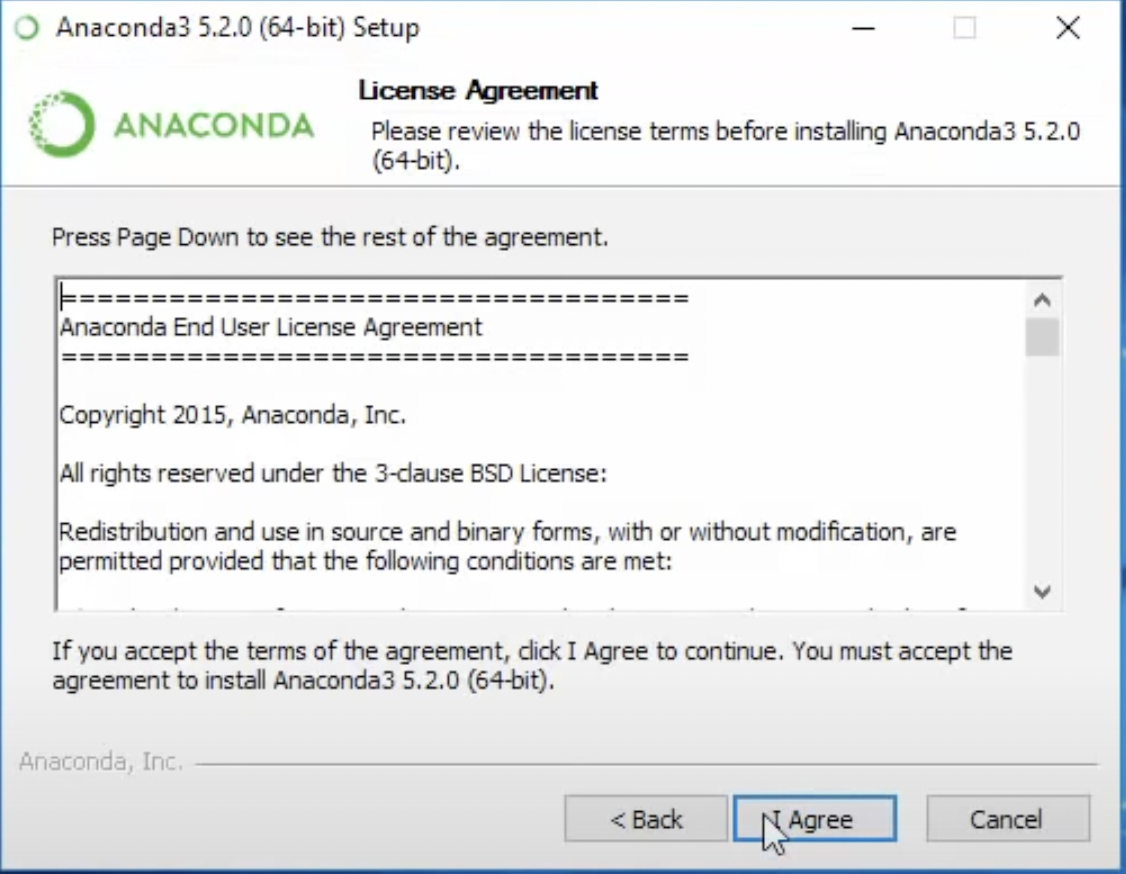 Anaconda3 5.2.0 (64-bit) Setup
ANACONDA
License Agreement
Please review the license terms before installing Anaconda3 5.2.0
(64-bit).
Press Page Down to see the rest of the agreement.
===================================
Anaconda End User License Agreement
===================================
Copyright 2015, Anaconda, Inc.
All rights reserved under the 3-clause BSD License:
Redistribution and use in source and binary forms, with or without modification, are
permitted provided that the following conditions are met:
If you accept the terms of the agreement, click I Agree to continue. You must accept the
agreement to install Anaconda3 5.2.0 (64-bit).
Anaconda, Inc.
< Back
I Agree
Cancel